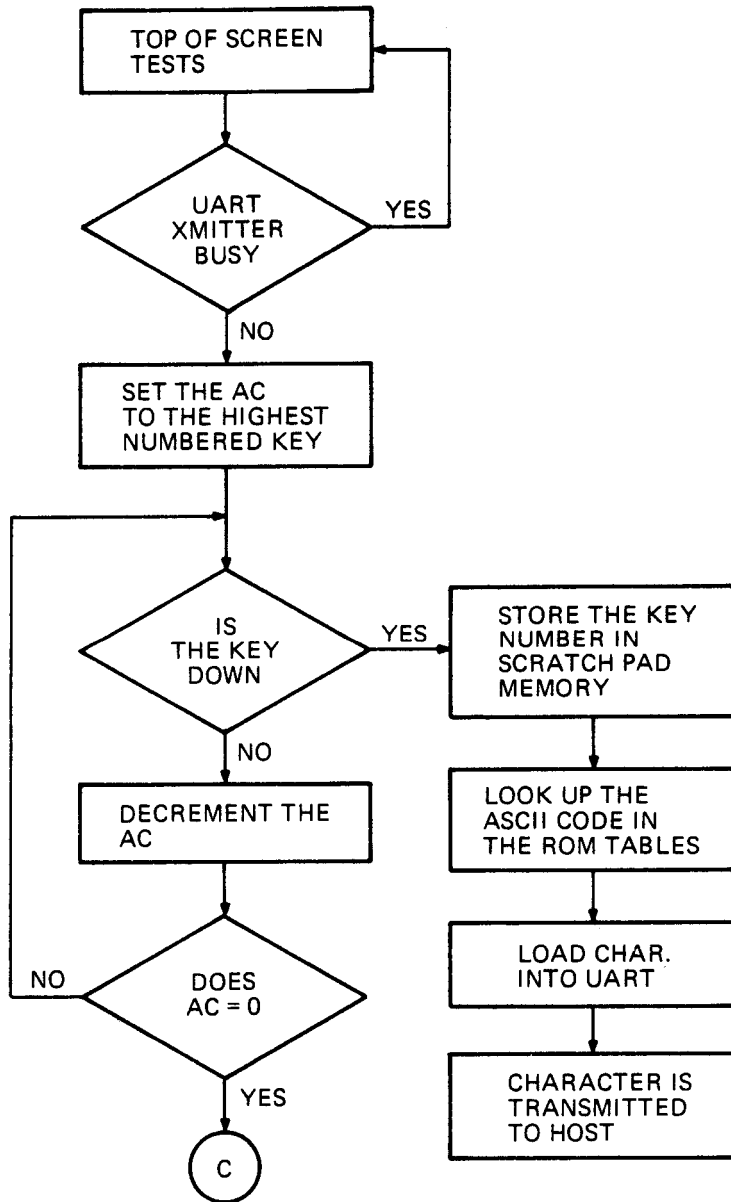 TOP OF SCREEN
TESTS
UART
XMITTER
BUSY
YES
NO
SET THE AC
TO THE HIGHEST
NUMBERED KEY
IS
THE KEY
DOWN
YES
NO
STORE THE KEY
NUMBER IN
SCRATCH PAD
MEMORY
DECREMENT THE
AC
LOOK UP THE
ASCII CODE IN
THE ROM TABLES
DOES
AC = 0
NO
YES
LOAD CHAR.
INTO UART
CHARACTER IS
TRANSMITTED
TO HOST
C